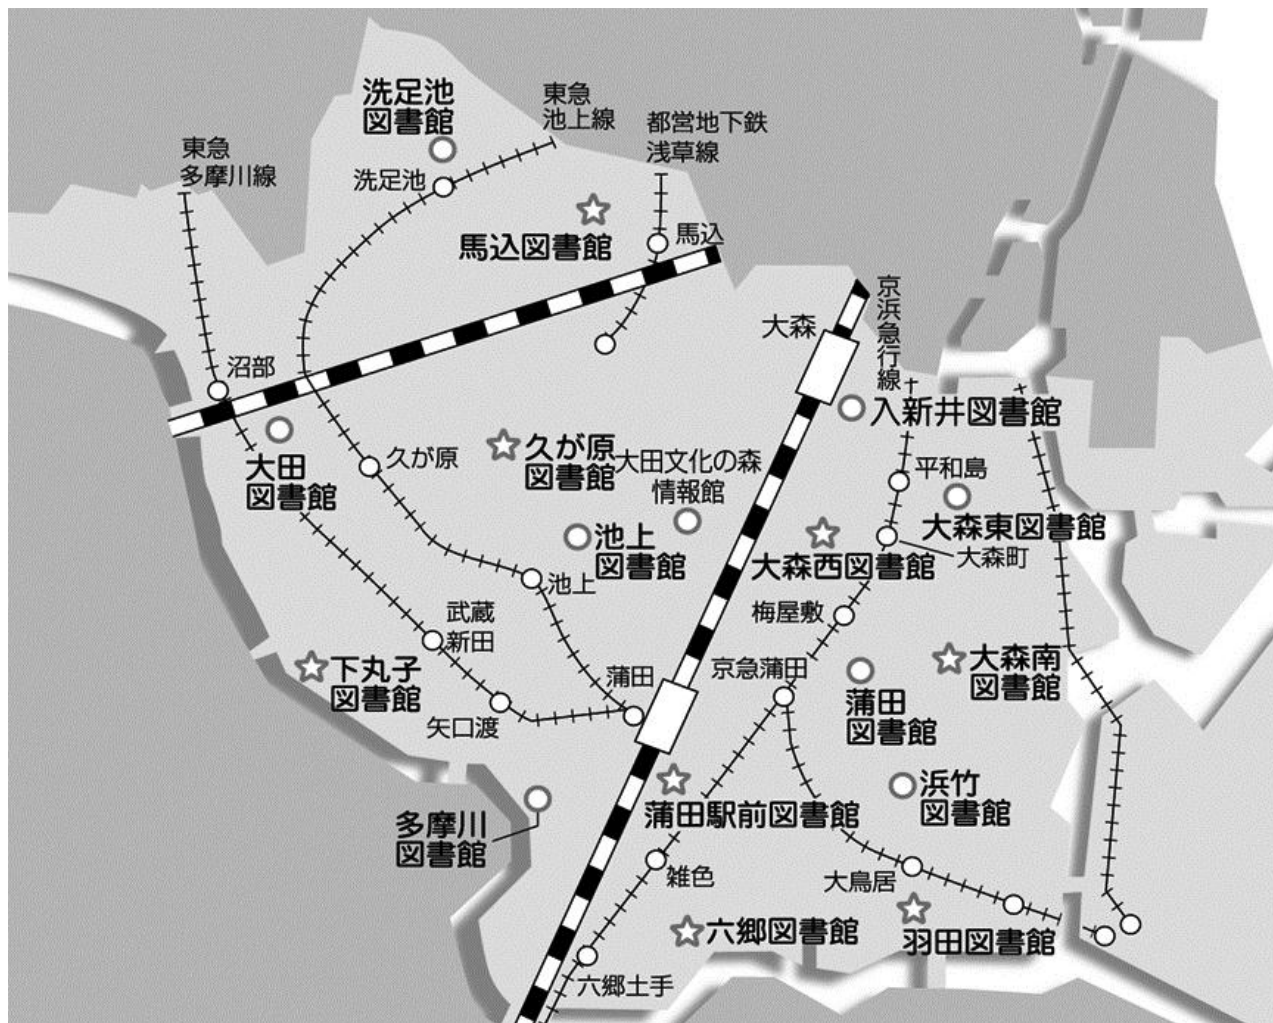 洗足池
図書館
東急
池上線
都営地下鉄
浅草線
東急
多摩川線
洗足池
馬込図書館
馬込
大森
京浜急行線
沼部
入新井図書館
大田
図書館
久が原
久が原
図書館
大田文化の森
情報館
平和島
池上
図書館
大森東図書館
大森西図書館
大森町
池上
武蔵
新田
梅屋敷
下丸子
図書館
蒲田
京急蒲田
大森南
図書館
蒲田
図書館
矢口渡
多摩川
図書館
蒲田駅前図書館
浜竹
図書館
雑色
大鳥居
六郷図書館
羽田図書館
六郷土手